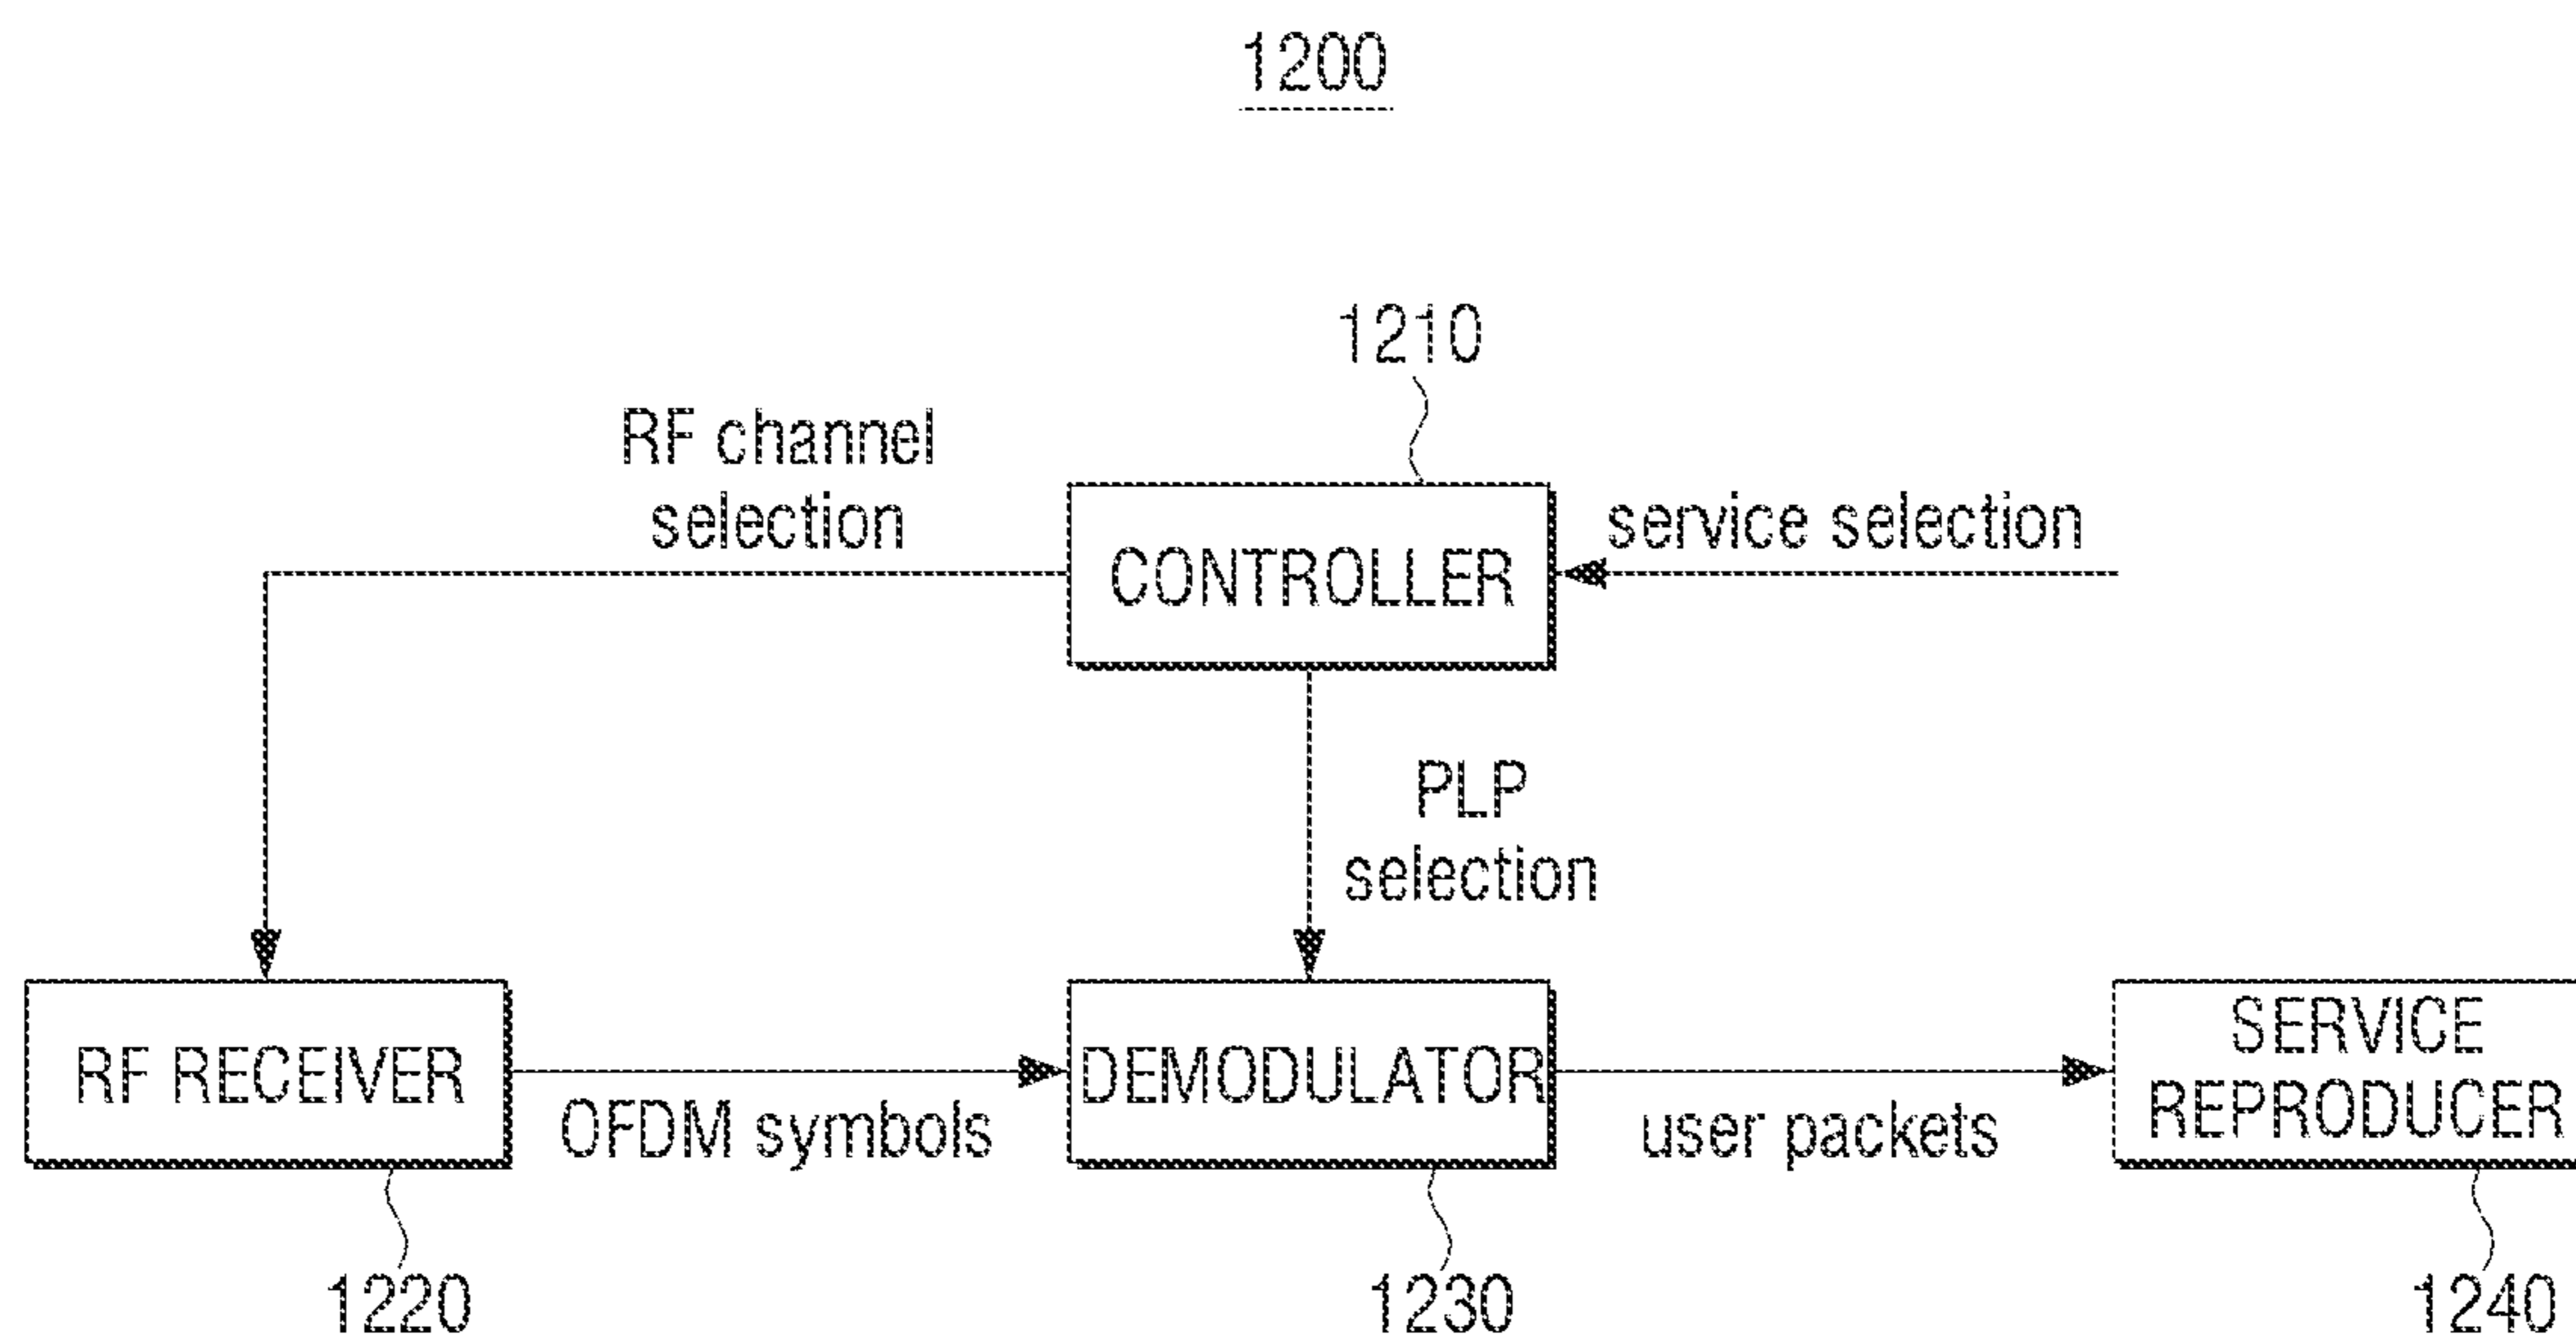 1200
1210
RF channel
selection
CONTROLLER
service selection
PLP
selection
RF RECEIVER
OFDM symbols
DEMODULATOR
user packets
SERVICE
REPRODUCER
1220
1230
1240